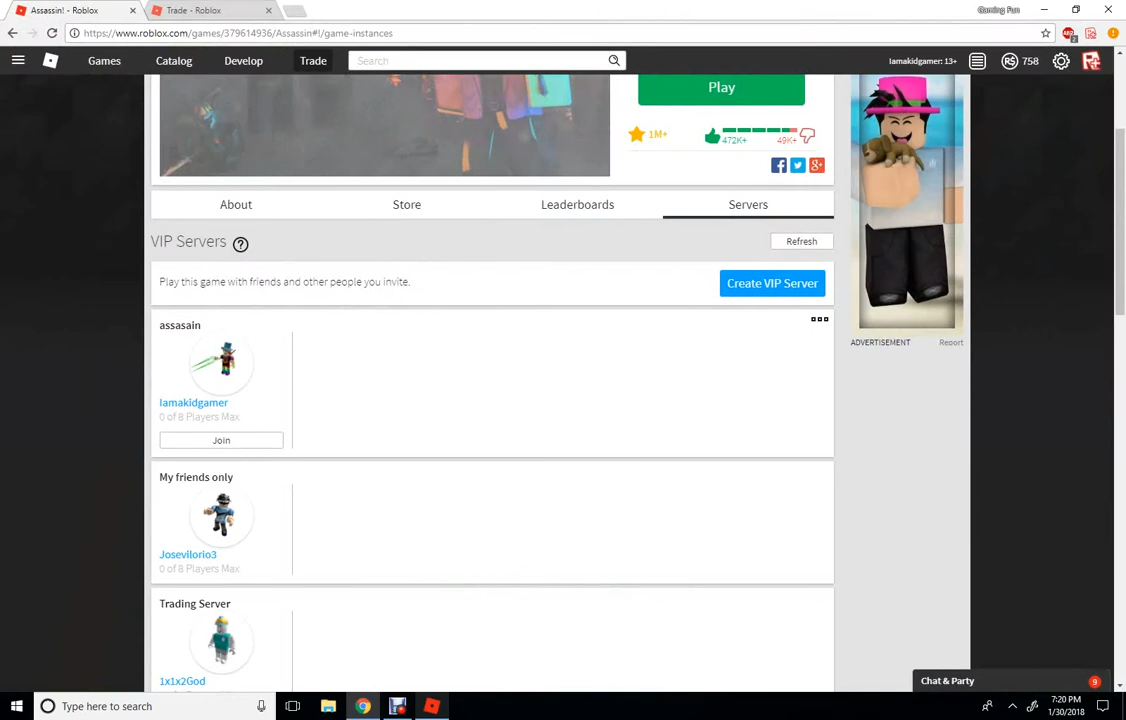 Assassin! - Roblox
Trade - Roblox
Gaming Fun
https://www.roblox.com/games/379614936/Assassin#!/game-instances
2
Games
Catalog
Develop
Trade
Search
Iamakidgamer: 13+
R$ 758
R+
Play
1M+
472K+
49K+
About
Store
Leaderboards
Servers
VIP Servers ?
Refresh
Play this game with friends and other people you invite.
Create VIP Server
ADVERTISEMENT
Report
assasain
Iamakidgamer
0 of 8 Players Max
Join
My friends only
Josevilorio3
0 of 8 Players Max
Trading Server
1x1x2God
Chat & Party
9
Type here to search
7:20 PM
1/30/2018